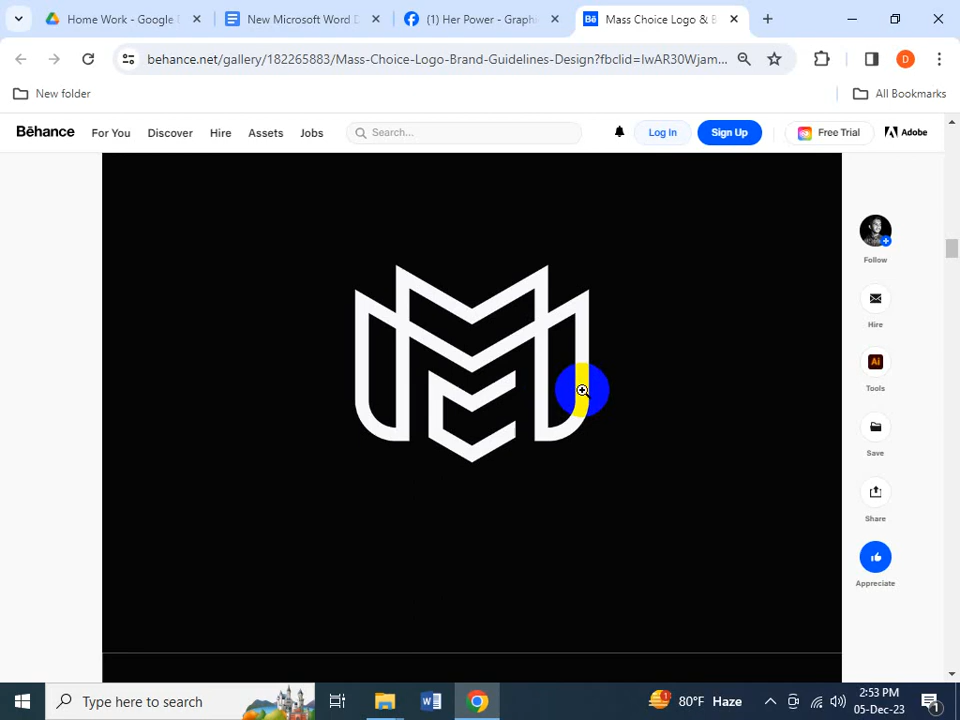 Home Work - Google D
New Microsoft Word D
(1) Her Power - Graphi
Mass Choice Logo & B
behance.net/gallery/182265883/Mass-Choice-Logo-Brand-Guidelines-Design?fbclid=IwAR30Wjam...
D
New folder
All Bookmarks
Bēhance
For You
Discover
Hire
Assets
Jobs
Search...
Log In
Sign Up
Free Trial
Adobe
Follow
Hire
Ai
Tools
Save
Share
Appreciate
Type here to search
80°F Haze
2:53 PM
05-Dec-23